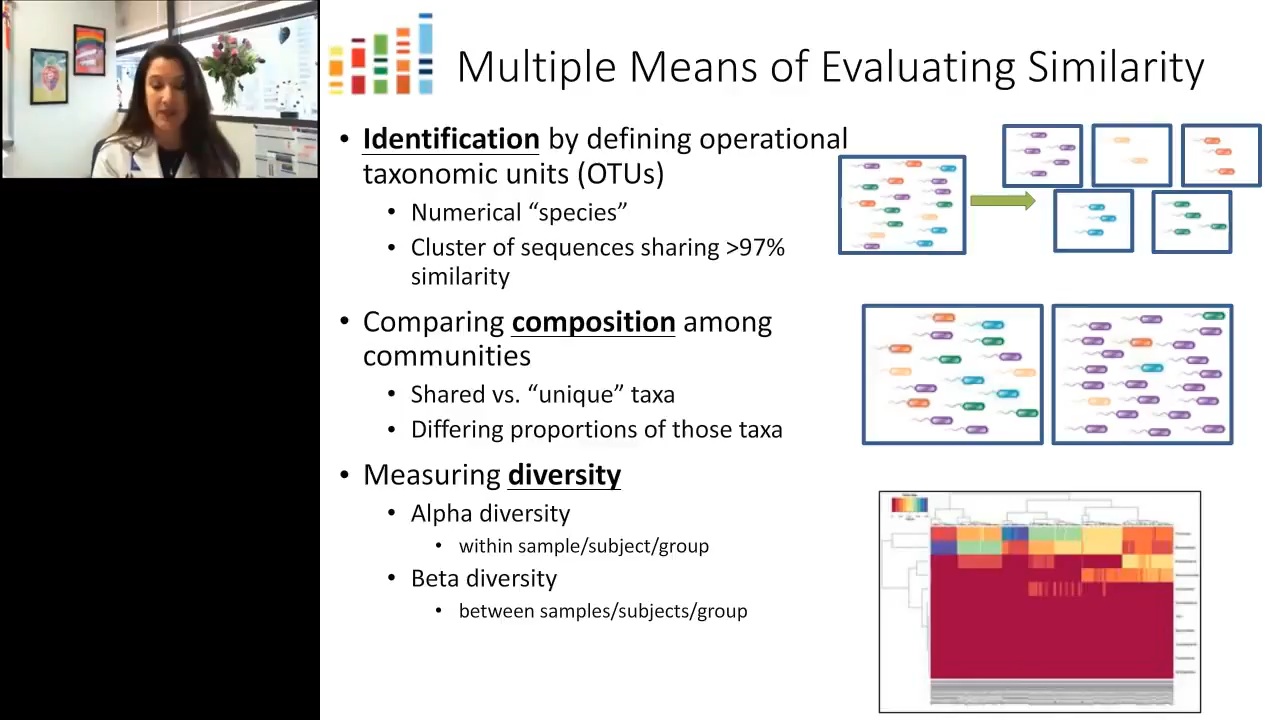 Multiple Means of Evaluating Similarity
• Identification by defining operational
taxonomic units (OTUs)
• Numerical “species”
• Cluster of sequences sharing >97%
similarity
• Comparing composition among
communities
• Shared vs. “unique” taxa
• Differing proportions of those taxa
• Measuring diversity
• Alpha diversity
• within sample/subject/group
• Beta diversity
• between samples/subjects/group